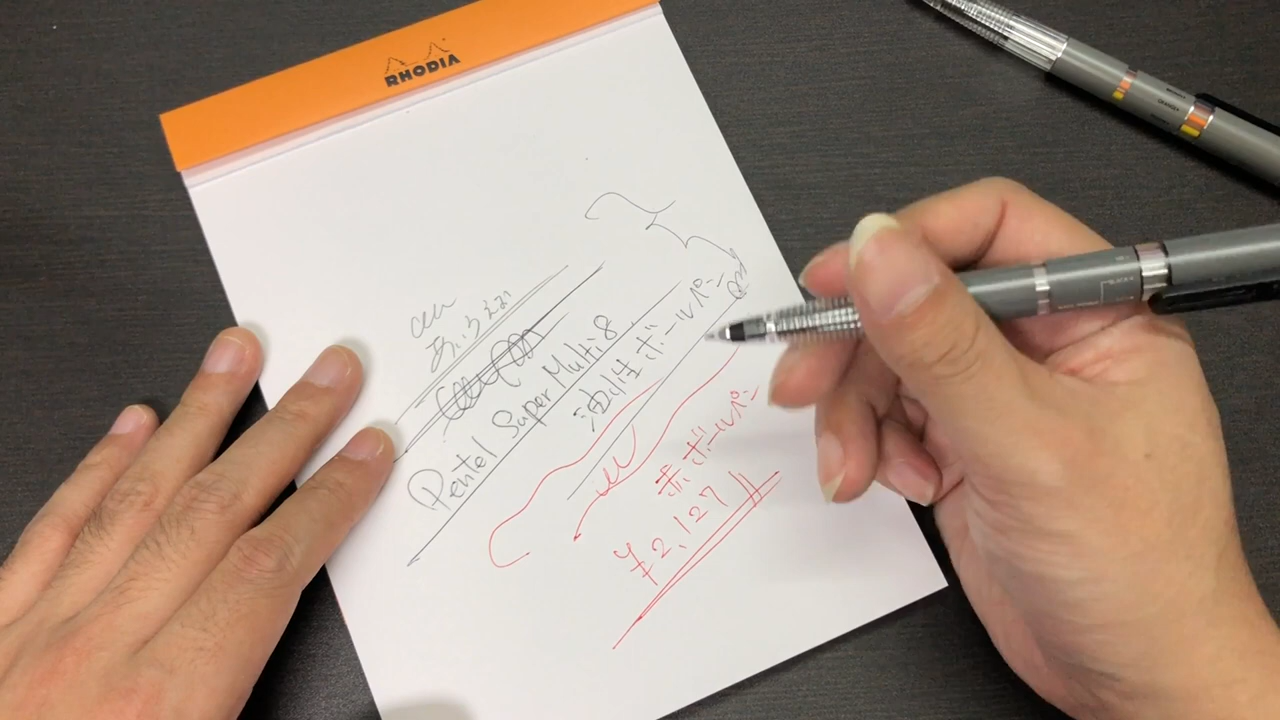 RHODIA
あいうえお
Pentel Super Multi 8
油性ボールペン
赤ボールペン
¥2,127